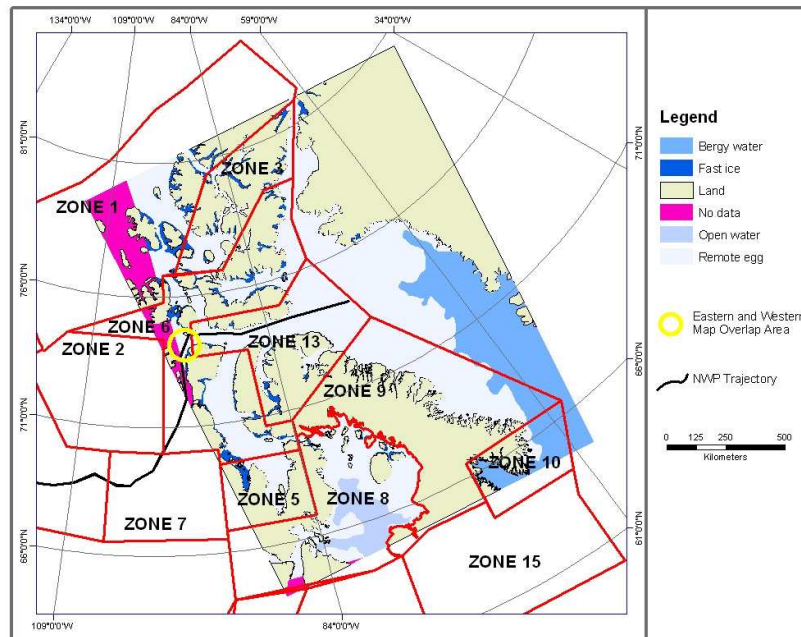 134°0'0"W 109°0'0"W 84°0'0"W 59°0'0"W 34°0'0"W
81°0'0"N
76°0'0"N
71°0'0"N
66°0'0"N
71°0'0"N
66°0'0"N
61°0'0"N
109°0'0"W 84°0'0"W
ZONE 3
ZONE 1
ZONE 6
ZONE 2
ZONE 13
ZONE 9
ZONE 10
ZONE 5
ZONE 8
ZONE 7
ZONE 15
Legend
Bergy water
Fast ice
Land
No data
Open water
Remote egg
Eastern and Western
Map Overlap Area
NWP Trajectory
0 125 250 500
Kilometers